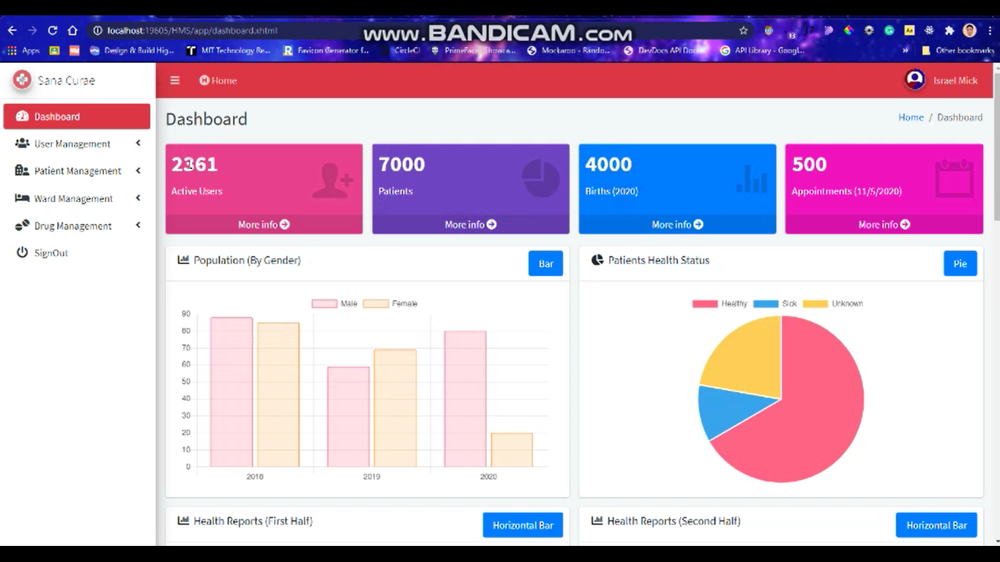 www.BANDICAM.com
localhost:19605/HMS/app/dashboard.xhtml
Apps Design & Build Hig... MIT Technology Re... Favicon Generator f... CircleCI PrimeFaces Showca... Mockaroo - Rando... DevDocs API Do... API Library - Googl... » Other bookmarks
Sana Curae
Home
Israel Mick
Dashboard
User Management
Patient Management
Ward Management
Drug Management
SignOut
Dashboard
Home / Dashboard
2361
Active Users
More info
7000
Patients
More info
4000
Births (2020)
More info
500
Appointments (11/5/2020)
More info
Population (By Gender)
Bar
Male Female
90
80
70
60
50
40
30
20
10
0
2018 2019 2020
Patients Health Status
Pie
Healthy Sick Unknown
Health Reports (First Half)
Horizontal Bar
Health Reports (Second Half)
Horizontal Bar